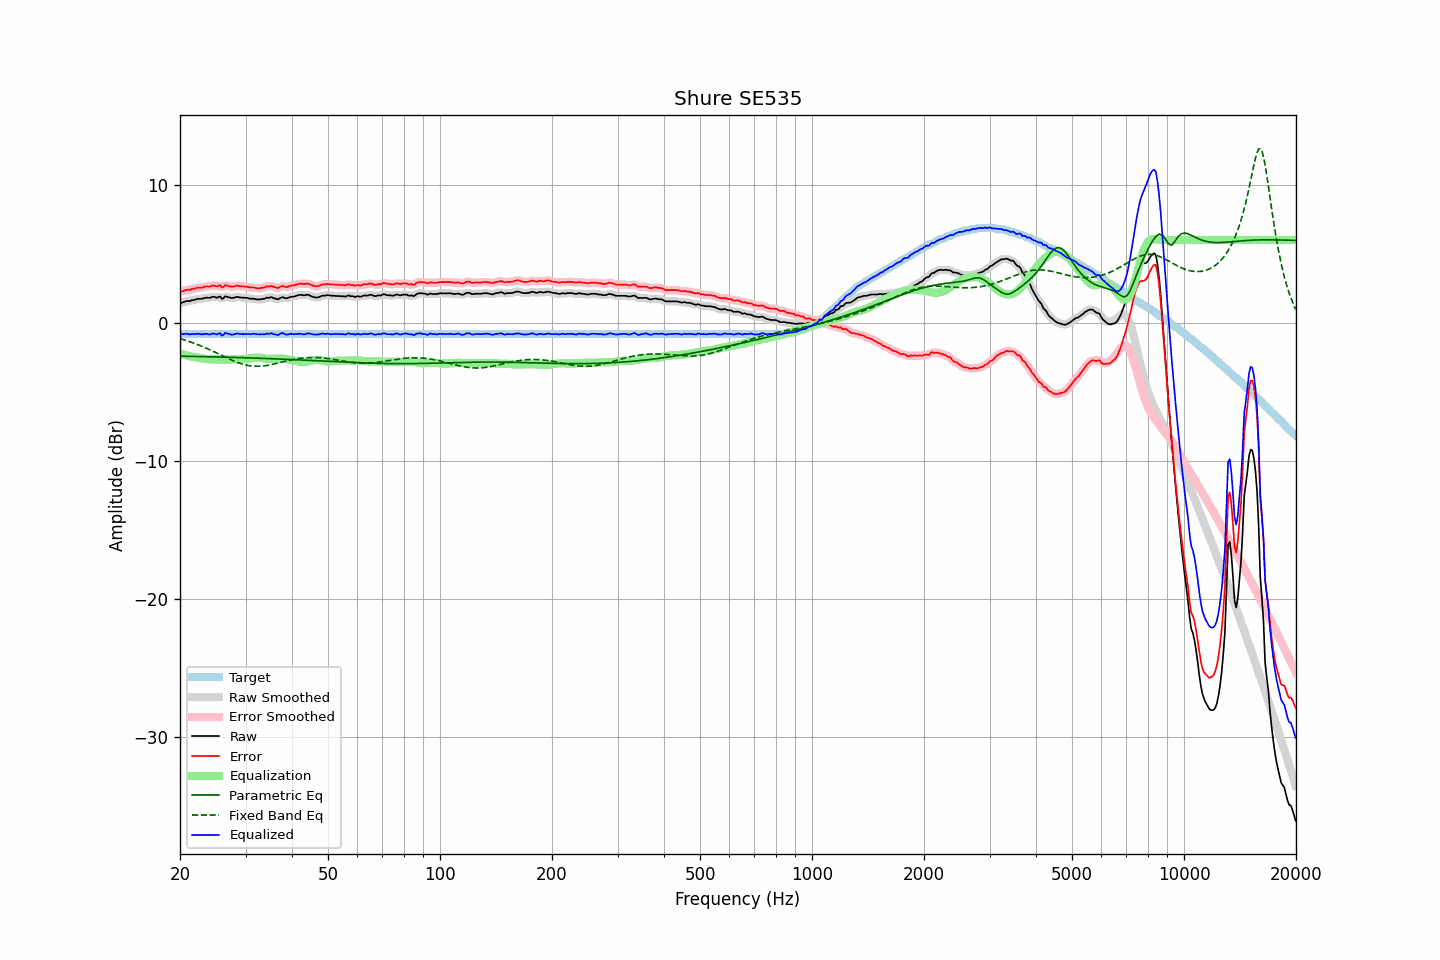 Shure SE535
Amplitude (dBr)
10
0
−10
−20
−30
Target
Raw Smoothed
Error Smoothed
Raw
Error
Equalization
Parametric Eq
Fixed Band Eq
Equalized
20 50 100 200 500 1000 2000 5000 10000 20000
Frequency (Hz)